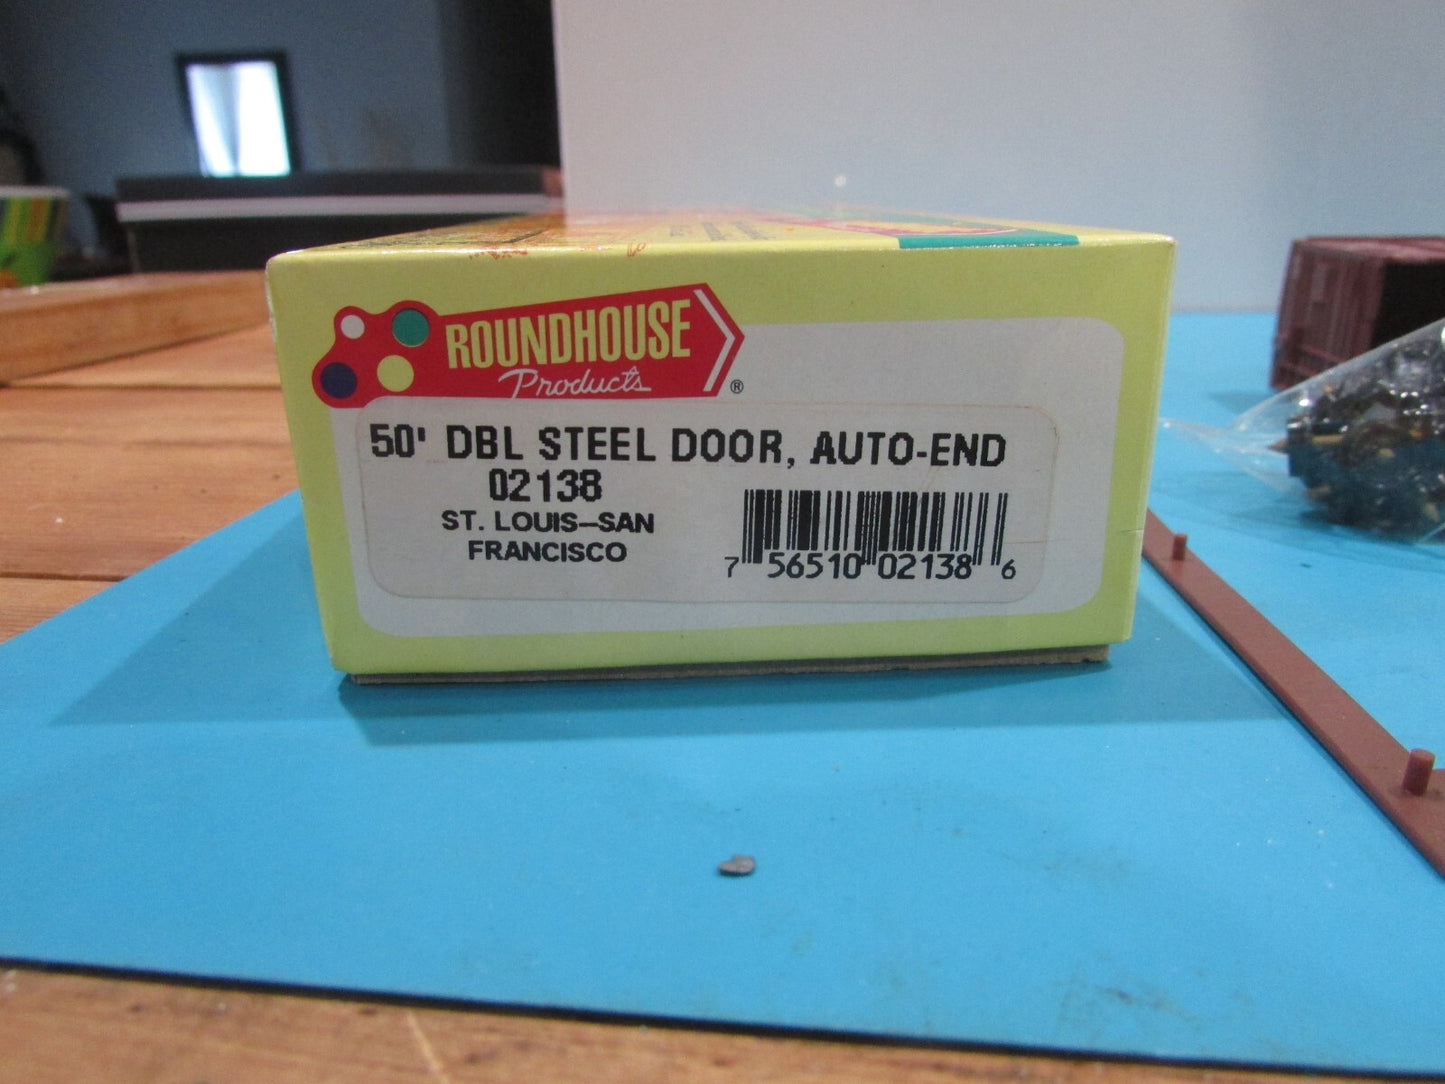 ROUNDHOUSE
Products ®
50' DBL STEEL DOOR, AUTO-END
02138
ST. LOUIS–SAN
FRANCISCO
7 56510 02138 6